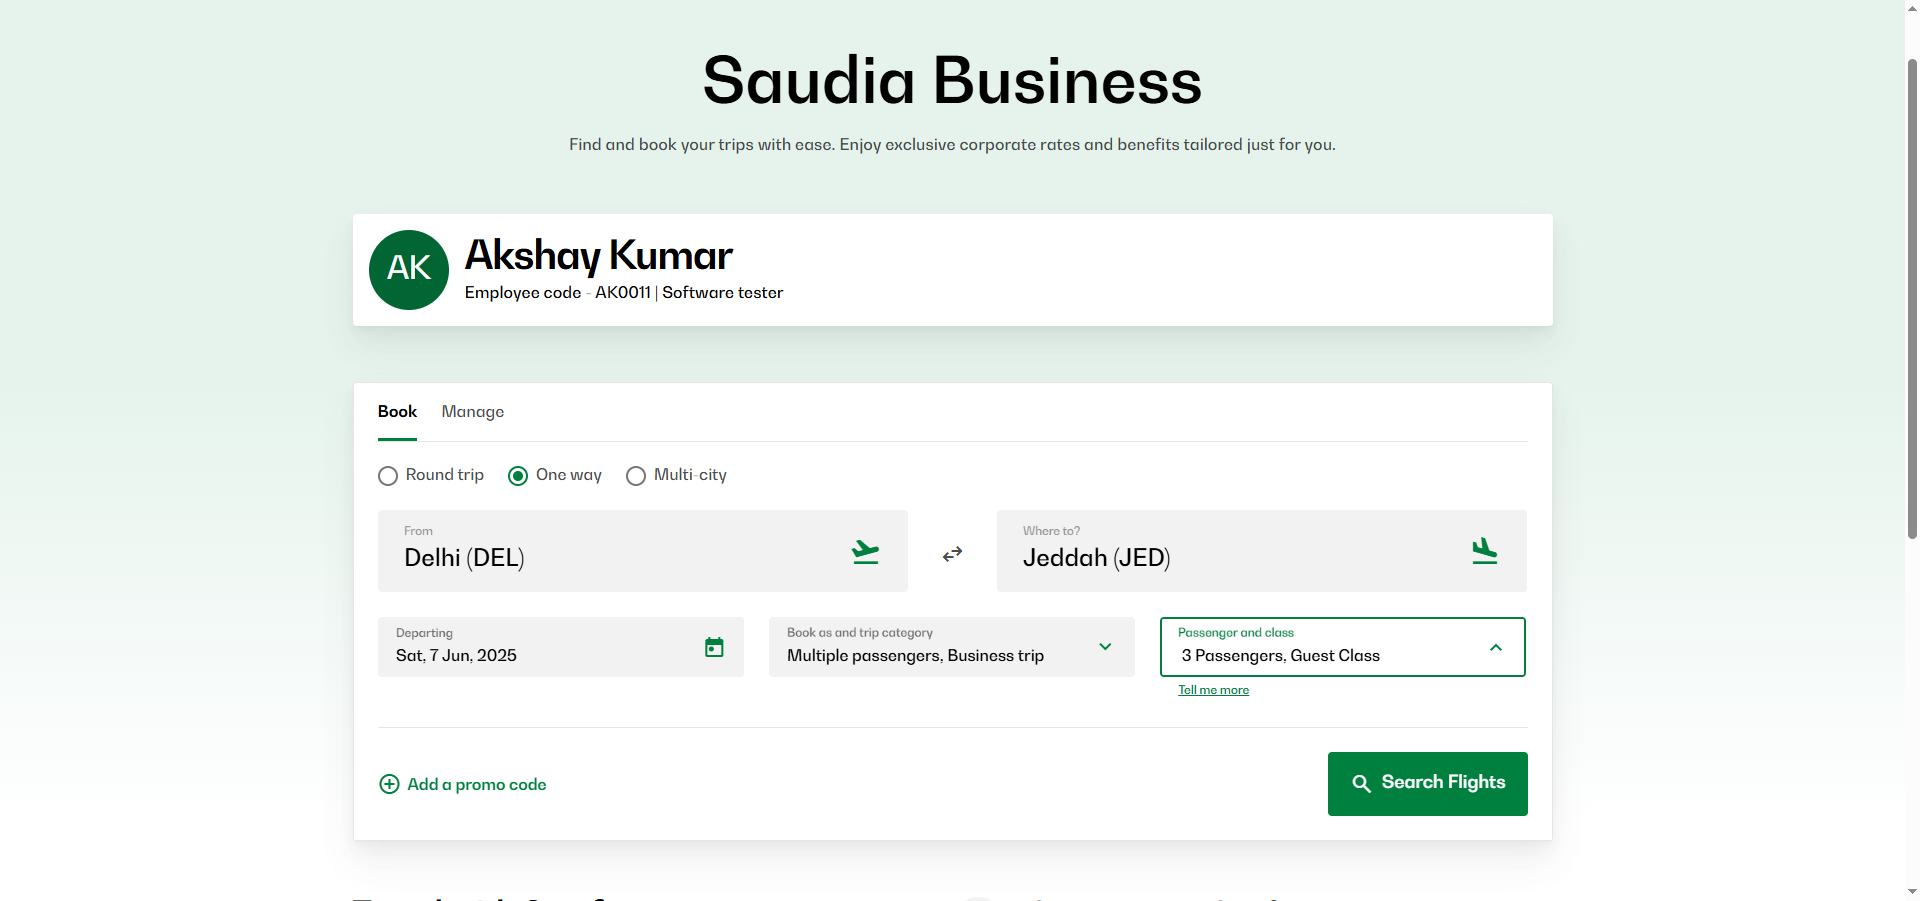 Saudia Business
Find and book your trips with ease. Enjoy exclusive corporate rates and benefits tailored just for you.
AK
Akshay Kumar
Employee code - AK0011 | Software tester
Book
Manage
Round trip
One way
Multi-city
From
Delhi (DEL)
Where to?
Jeddah (JED)
Departing
Sat, 7 Jun, 2025
Book as and trip category
Multiple passengers, Business trip
Passenger and class
3 Passengers, Guest Class
Tell me more
Add a promo code
Search Flights